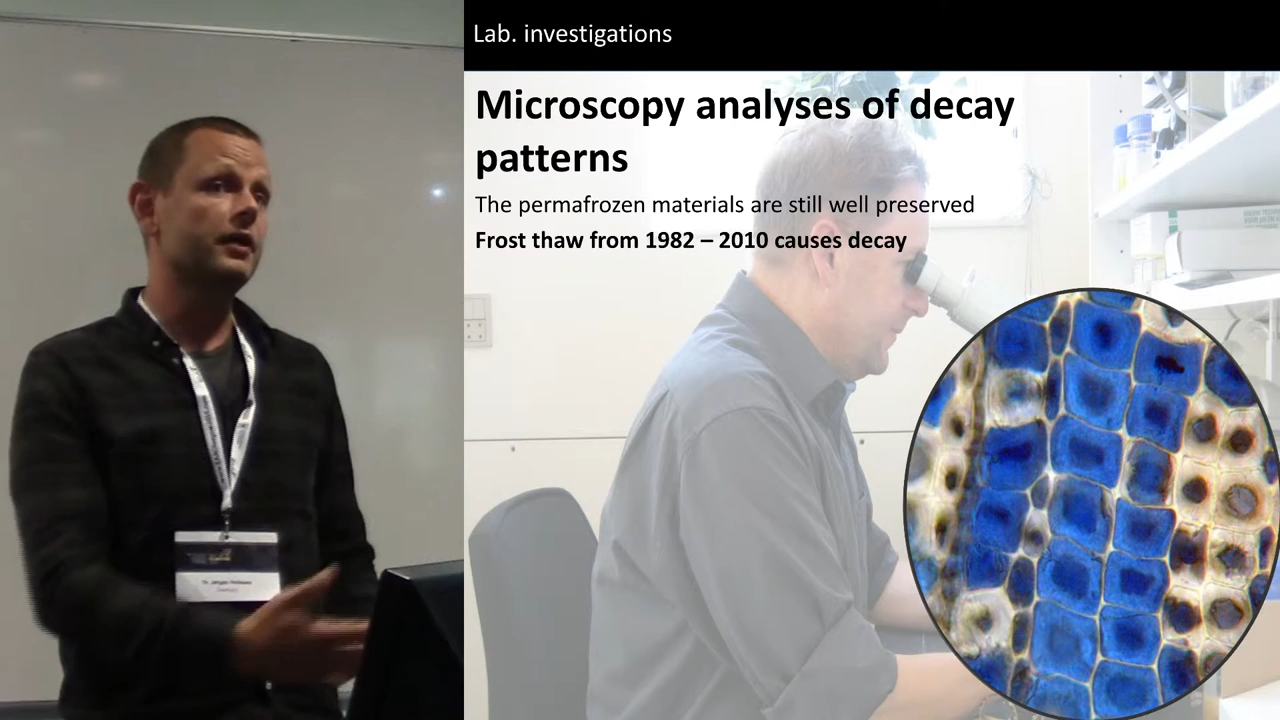 Lab. investigations
Microscopy analyses of decay
patterns
The permafrozen materials are still well preserved
Frost thaw from 1982 – 2010 causes decay